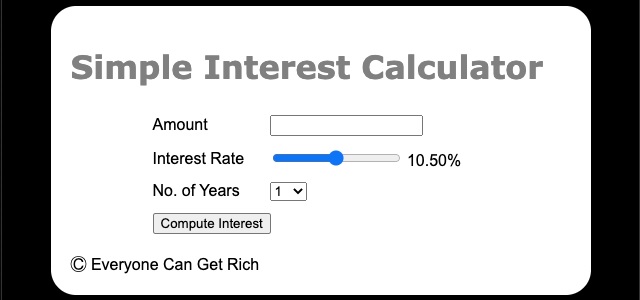 Simple Interest Calculator
Amount
Interest Rate 10.50%
No. of Years 1
Compute Interest
© Everyone Can Get Rich